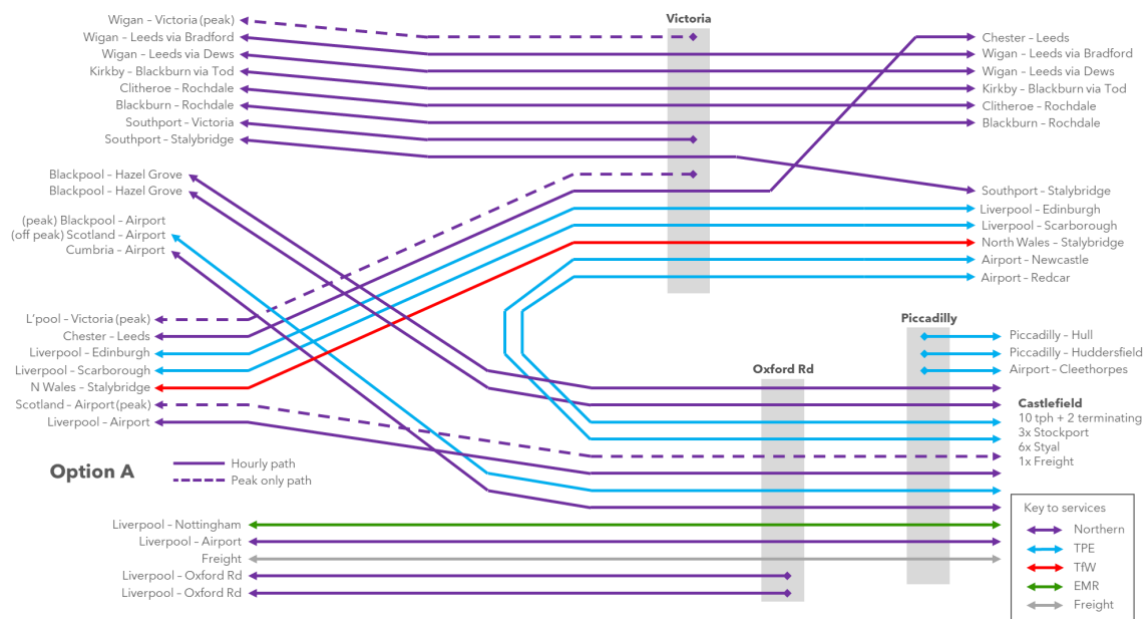 Wigan – Victoria (peak)
Wigan – Leeds via Bradford
Wigan – Leeds via Dews
Kirkby – Blackburn via Tod
Clitheroe – Rochdale
Blackburn – Rochdale
Southport – Victoria
Southport – Stalybridge
Blackpool – Hazel Grove
Blackpool – Hazel Grove
(peak) Blackpool – Airport
(off peak) Scotland – Airport
Cumbria – Airport
L'pool – Victoria (peak)
Chester – Leeds
Liverpool – Edinburgh
Liverpool – Scarborough
N Wales – Stalybridge
Scotland – Airport (peak)
Liverpool – Airport
Option A
Hourly path
Peak only path
Liverpool – Nottingham
Liverpool – Airport
Freight
Liverpool – Oxford Rd
Liverpool – Oxford Rd
Victoria
Oxford Rd
Piccadilly
Chester – Leeds
Wigan – Leeds via Bradford
Wigan – Leeds via Dews
Kirkby – Blackburn via Tod
Clitheroe – Rochdale
Blackburn – Rochdale
Southport – Stalybridge
Liverpool – Edinburgh
Liverpool – Scarborough
North Wales – Stalybridge
Airport – Newcastle
Airport – Redcar
Piccadilly – Hull
Piccadilly – Huddersfield
Airport – Cleethorpes
Castlefield
10 tph + 2 terminating
3x Stockport
6x Styal
1x Freight
Key to services
Northern
TPE
TfW
EMR
Freight